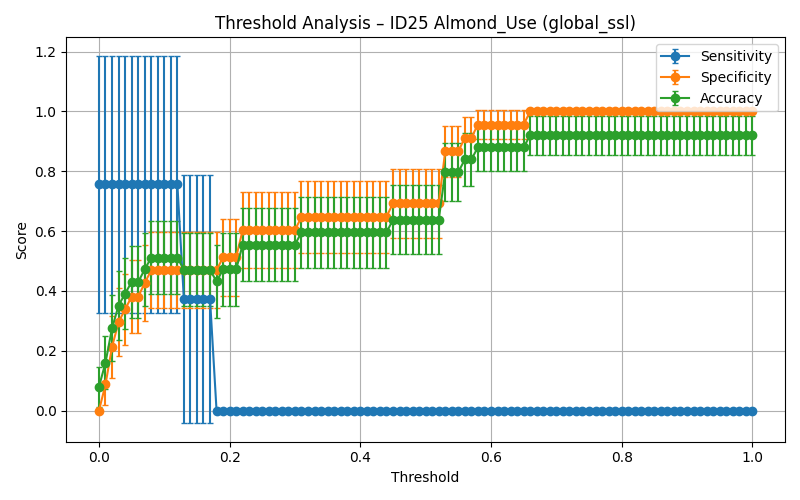 Threshold Analysis – ID25 Almond_Use (global_ssl)
Sensitivity
Specificity
Accuracy
Score
1.2
1.0
0.8
0.6
0.4
0.2
0.0
0.0 0.2 0.4 0.6 0.8 1.0
Threshold